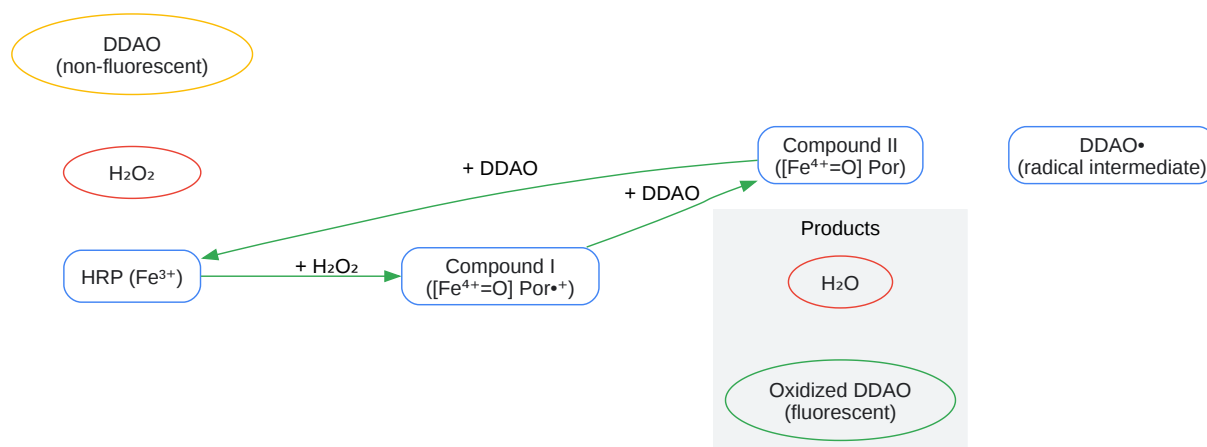 DDAO
(non-fluorescent)
H₂O₂
HRP (Fe³⁺)
+ H₂O₂
Compound I
([Fe⁴⁺=O] Por•⁺)
+ DDAO
+ DDAO
Compound II
([Fe⁴⁺=O] Por)
DDAO•
(radical intermediate)
Products
H₂O
Oxidized DDAO
(fluorescent)